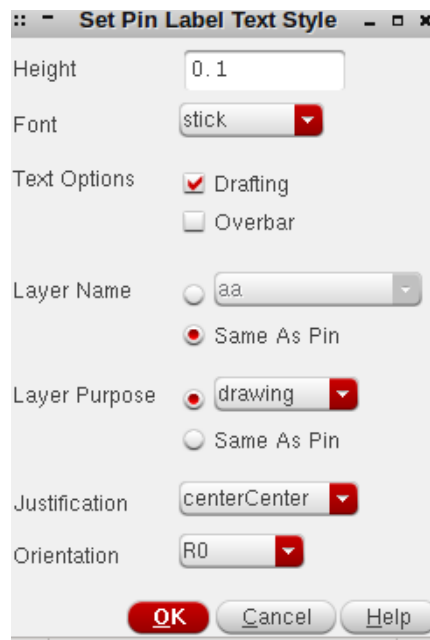 Set Pin Label Text Style
Height 0.1
Font stick
Text Options Drafting
Overbar
Layer Name aa
Same As Pin
Layer Purpose drawing
Same As Pin
Justification centerCenter
Orientation R0
OK Cancel Help